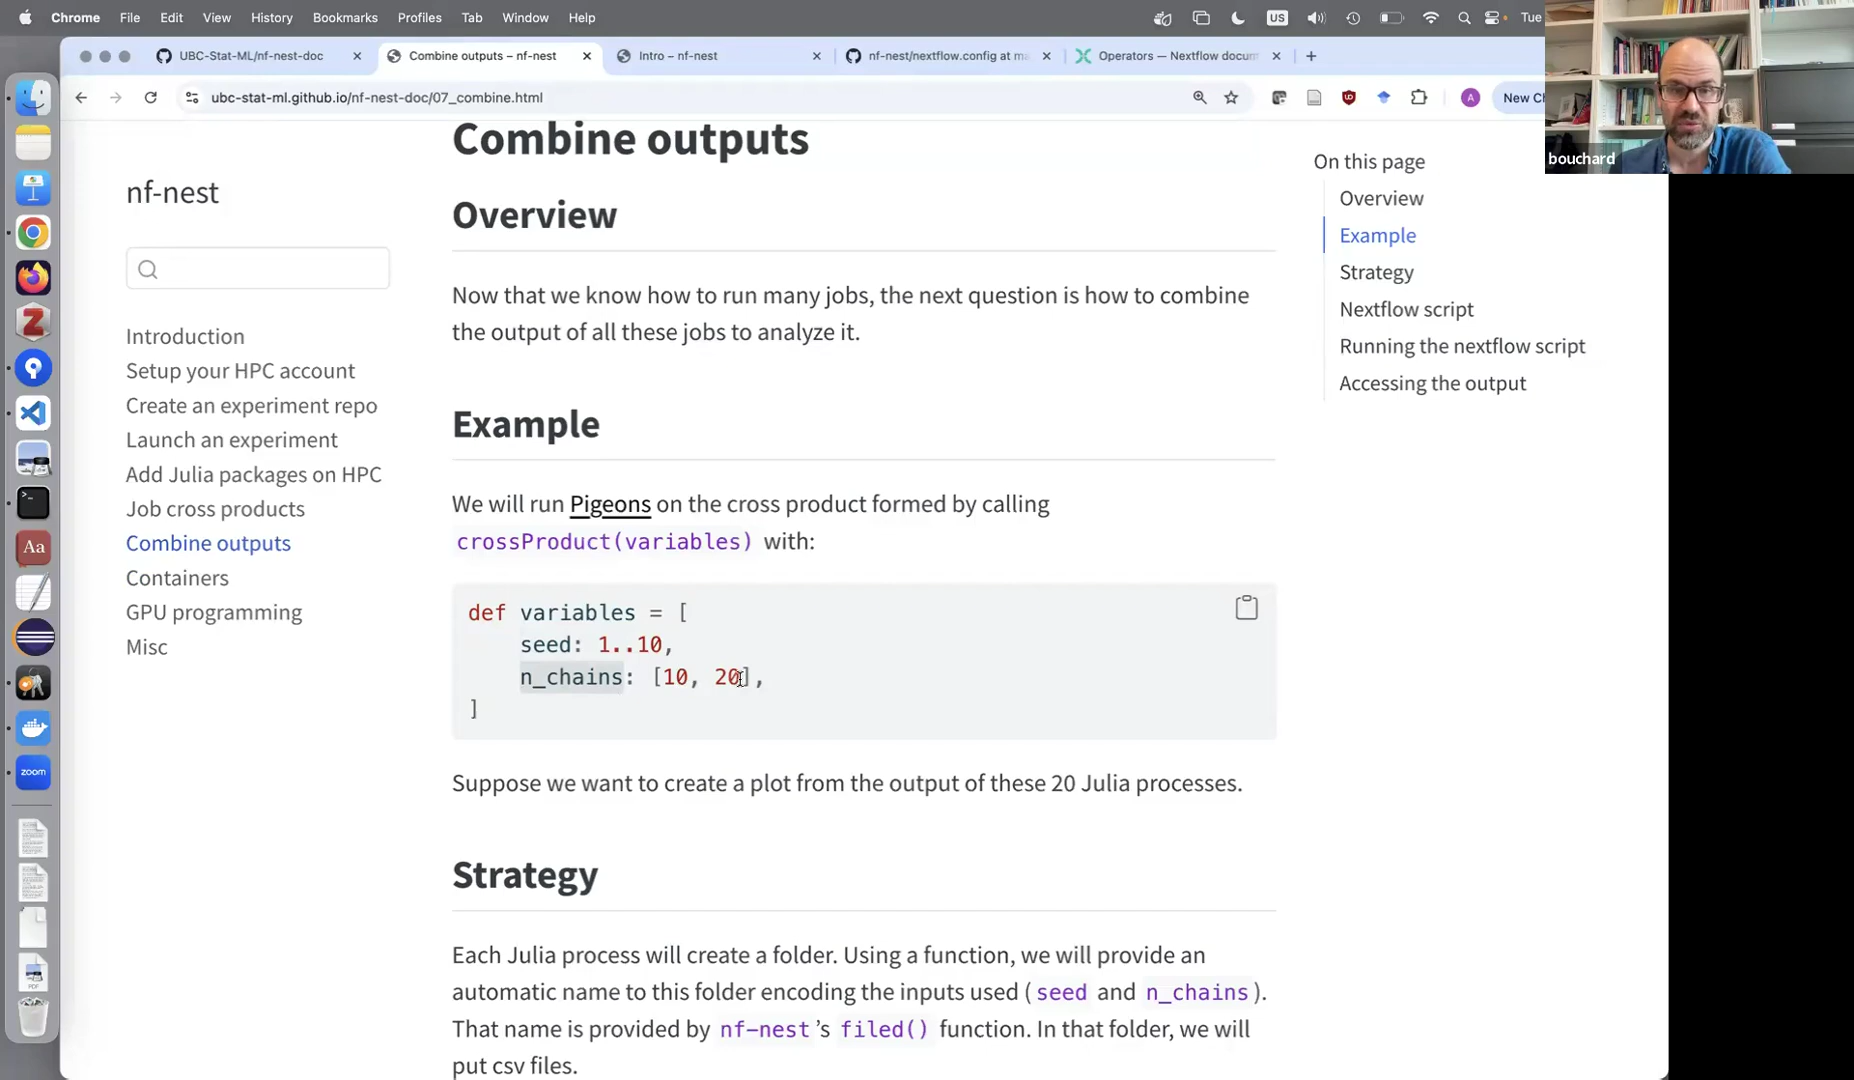 Chrome File Edit View History Bookmarks Profiles Tab Window Help US Tue
UBC-Stat-ML/nf-nest-doc
Combine outputs – nf-nest
Intro – nf-nest
nf-nest/nextflow.config at ma
Operators — Nextflow docum
ubc-stat-ml.github.io/nf-nest-doc/07_combine.html
A
New Ch
bouchard
nf-nest
Introduction
Setup your HPC account
Create an experiment repo
Launch an experiment
Add Julia packages on HPC
Job cross products
Combine outputs
Containers
GPU programming
Misc
Combine outputs
Overview
Now that we know how to run many jobs, the next question is how to combine
the output of all these jobs to analyze it.
Example
We will run Pigeons on the cross product formed by calling
crossProduct(variables) with:
def variables = [
seed: 1..10,
n_chains: [10, 20],
]
Suppose we want to create a plot from the output of these 20 Julia processes.
Strategy
Each Julia process will create a folder. Using a function, we will provide an
automatic name to this folder encoding the inputs used ( seed and n_chains ).
That name is provided by nf-nest 's filed() function. In that folder, we will
put csv files.
On this page
Overview
Example
Strategy
Nextflow script
Running the nextflow script
Accessing the output
Aa
zoom
PDF